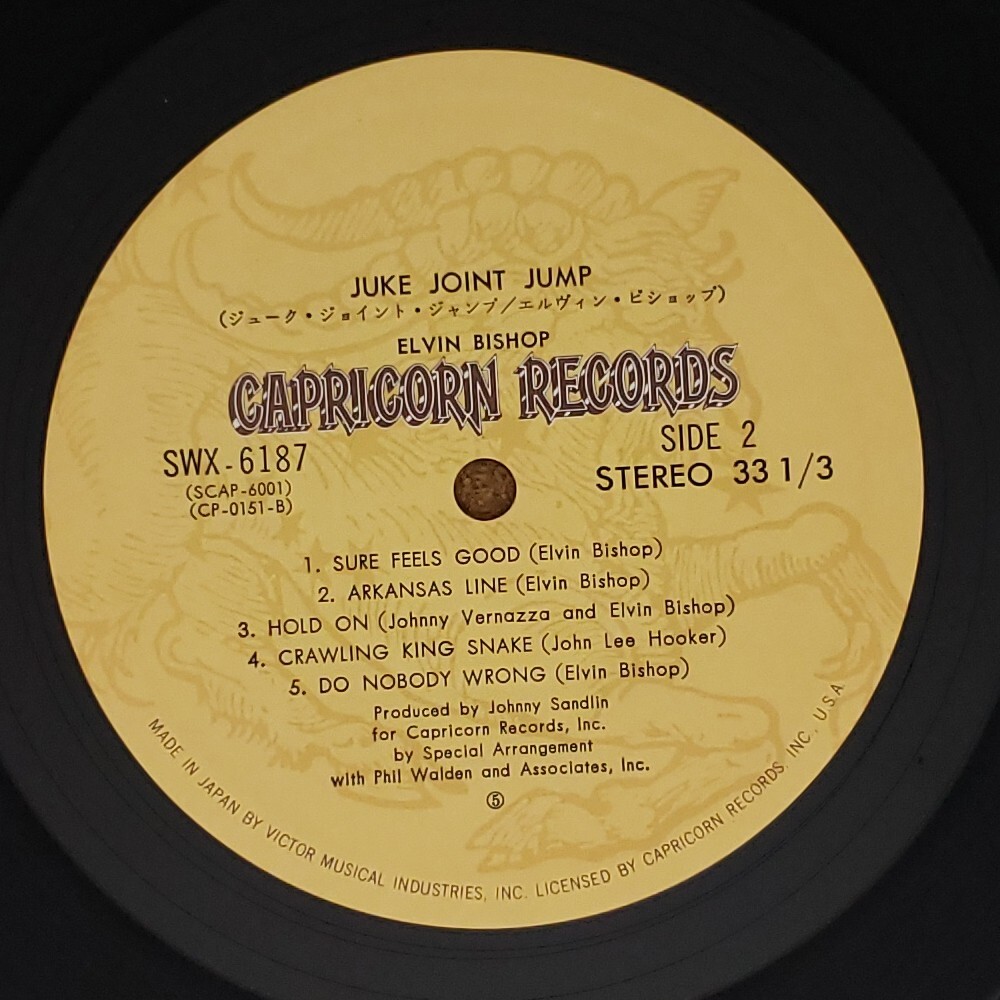 JUKE JOINT JUMP
(ジューク・ジョイント・ジャンプ/エルヴィン・ビショップ)
ELVIN BISHOP
CAPRICORN RECORDS
SWX-6187
(SCAP-6001)
(CP-0151-B)
SIDE 2
STEREO 33 1/3
1. SURE FEELS GOOD (Elvin Bishop)
2. ARKANSAS LINE (Elvin Bishop)
3. HOLD ON (Johnny Vernazza and Elvin Bishop)
4. CRAWLING KING SNAKE (John Lee Hooker)
5. DO NOBODY WRONG (Elvin Bishop)
Produced by Johnny Sandlin
for Capricorn Records, Inc.
by Special Arrangement
with Phil Walden and Associates, Inc.
⑤
MADE IN JAPAN BY VICTOR MUSICAL INDUSTRIES, INC. LICENSED BY CAPRICORN RECORDS. INC., U.S.A.